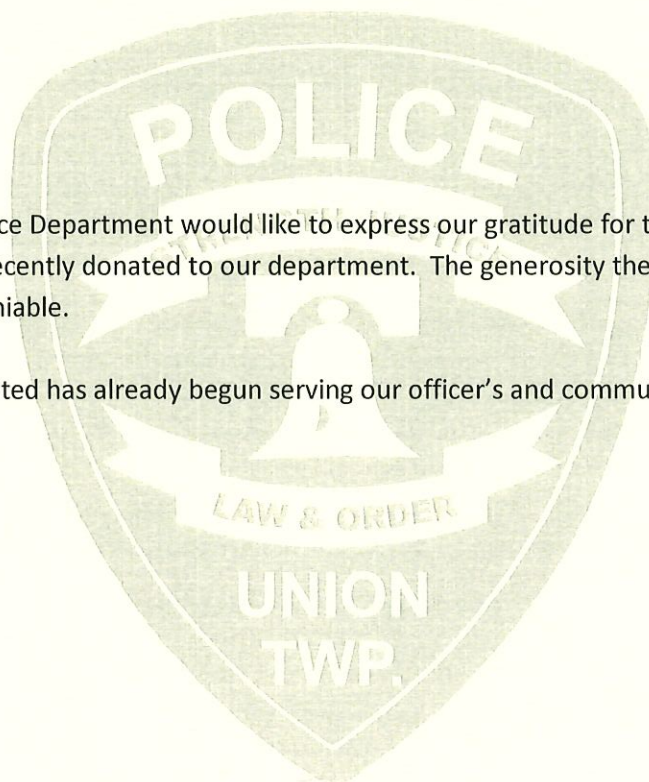 POLICE
ce Department would like to express our gratitude for t
ecently donated to our department. The generosity the
niable.
ted has already begun serving our officer's and commu
LAW & ORDER
UNION
TWP.